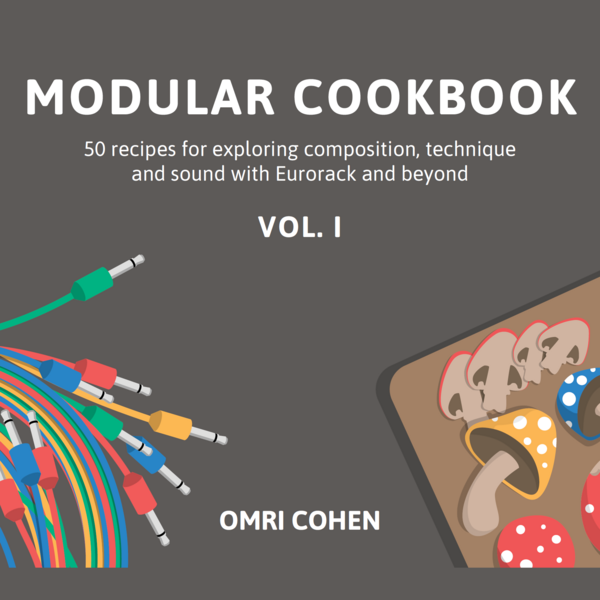 MODULAR COOKBOOK
50 recipes for exploring composition, technique
and sound with Eurorack and beyond
VOL. I
OMRI COHEN